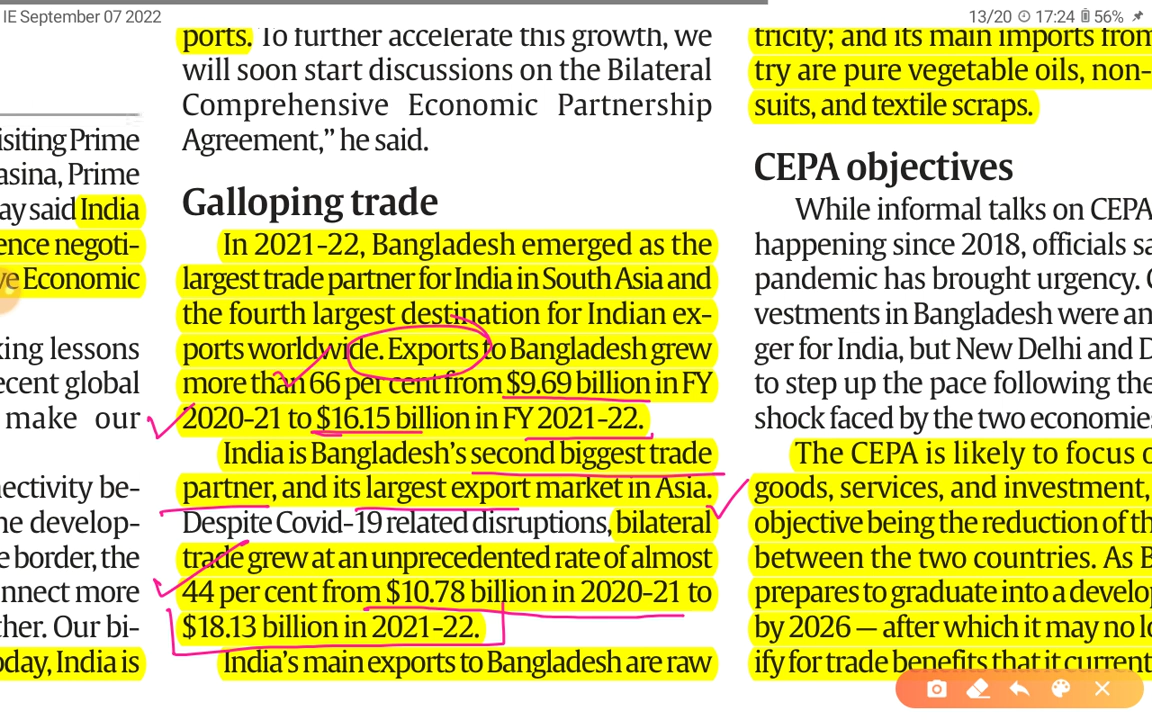 IE September 07 2022
13/20 17:24 56%
isiting Prime
asina, Prime
ay said India
ence negoti-
ve Economic
king lessons
ecent global
make our
nectivity be-
he develop-
e border, the
nnect more
ther. Our bi-
oday, India is
ports. To further accelerate this growth, we
will soon start discussions on the Bilateral
Comprehensive Economic Partnership
Agreement,” he said.
Galloping trade
In 2021-22, Bangladesh emerged as the
largest trade partner for India in South Asia and
the fourth largest destination for Indian ex-
ports worldwide. Exports to Bangladesh grew
more than 66 per cent from $9.69 billion in FY
2020-21 to $16.15 billion in FY 2021-22.
India is Bangladesh’s second biggest trade
partner, and its largest export market in Asia.
Despite Covid-19 related disruptions, bilateral
trade grew at an unprecedented rate of almost
44 per cent from $10.78 billion in 2020-21 to
$18.13 billion in 2021-22.
India’s main exports to Bangladesh are raw
tricity; and its main imports from
try are pure vegetable oils, non-
suits, and textile scraps.
CEPA objectives
While informal talks on CEPA
happening since 2018, officials sa
pandemic has brought urgency. C
vestments in Bangladesh were an
ger for India, but New Delhi and D
to step up the pace following the
shock faced by the two economies
The CEPA is likely to focus o
goods, services, and investment,
objective being the reduction of th
between the two countries. As B
prepares to graduate into a develop
by 2026 — after which it may no lo
ify for trade benefits that it current